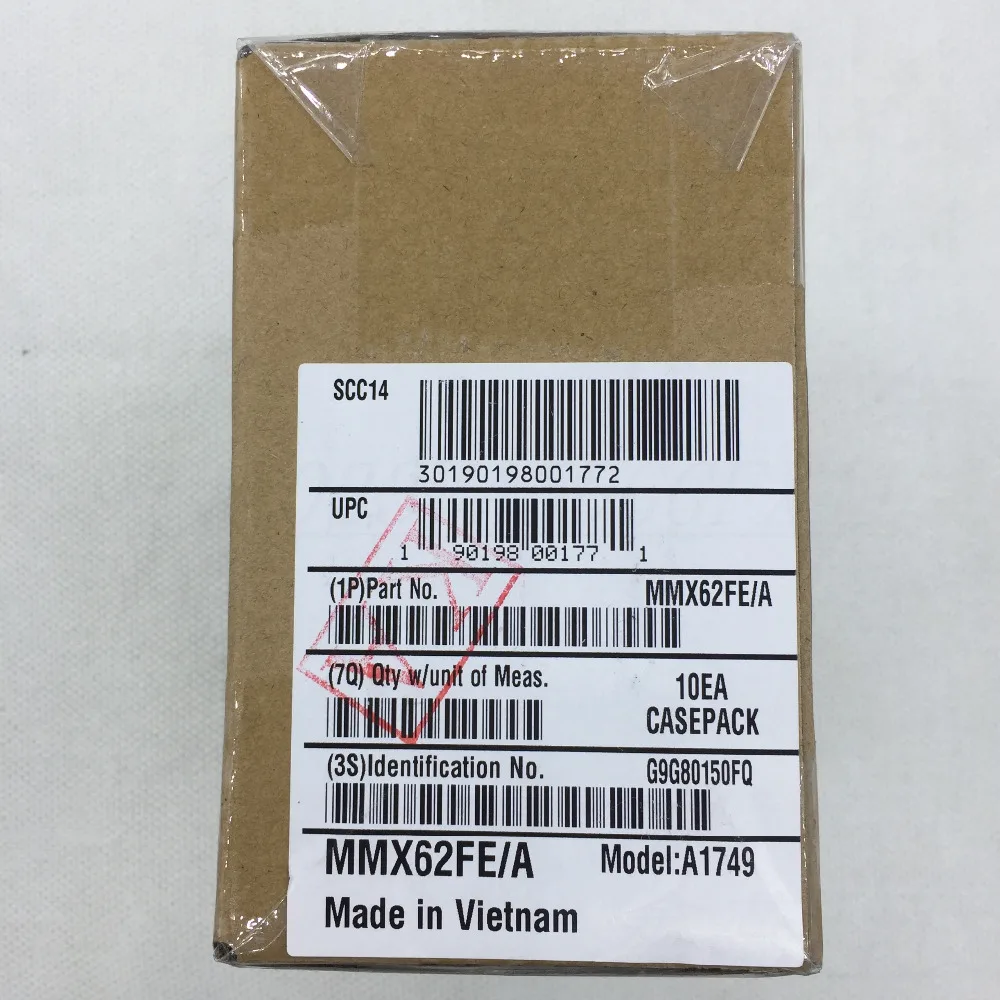 SCC14
30190198001772
UPC
1 90198 00177 1
(1P)Part No. MMX62FE/A
(7Q) Qty w/unit of Meas. 10EA
CASEPACK
(3S)Identification No. G9G80150FQ
MMX62FE/A Model:A1749
Made in Vietnam